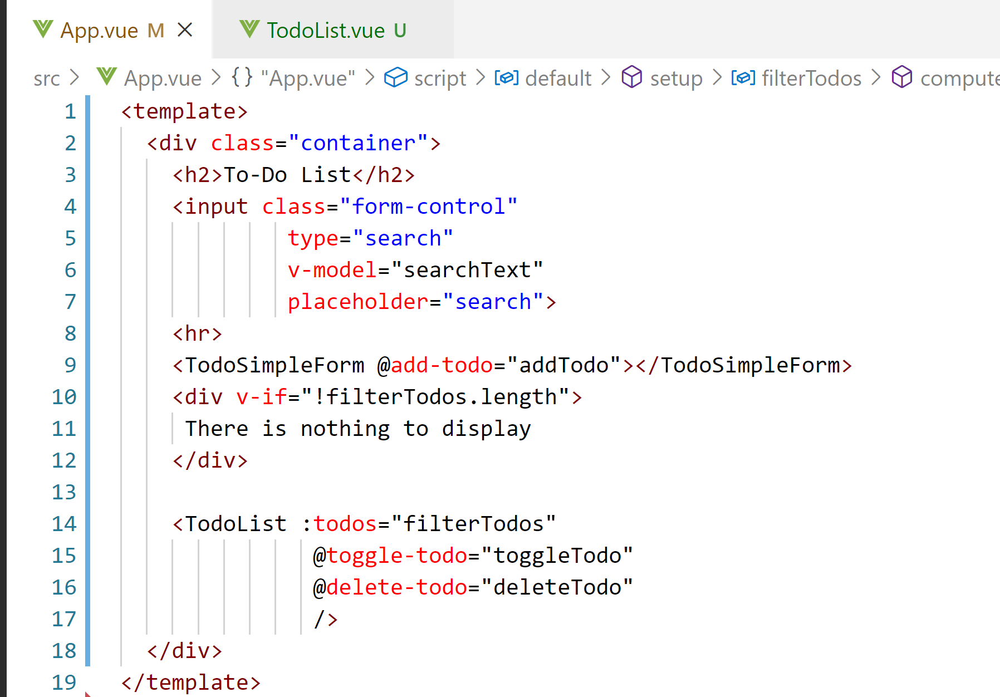 App.vue M
TodoList.vue U
src > App.vue > {} "App.vue" > script > default > setup > filterTodos > compute
1 <template>
2 <div class="container">
3 <h2>To-Do List</h2>
4 <input class="form-control"
5 type="search"
6 v-model="searchText"
7 placeholder="search">
8 <hr>
9 <TodoSimpleForm @add-todo="addTodo"></TodoSimpleForm>
10 <div v-if="!filterTodos.length">
11 There is nothing to display
12 </div>
13
14 <TodoList :todos="filterTodos"
15 @toggle-todo="toggleTodo"
16 @delete-todo="deleteTodo"
17 />
18 </div>
19 </template>